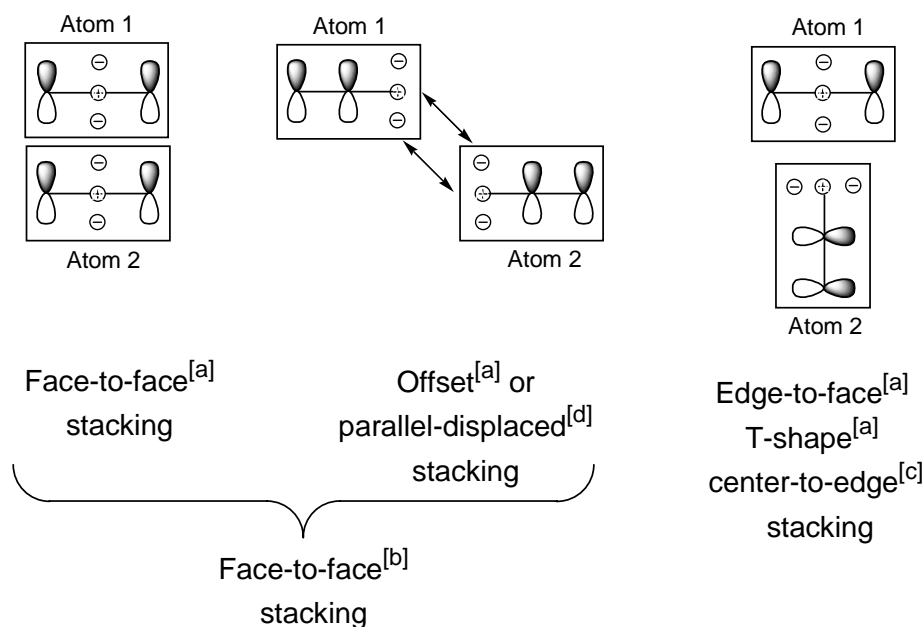 Atom 1
Atom 2
Face-to-face[a]
stacking
Atom 1
Atom 2
Offset[a] or
parallel-displaced[d]
stacking
Face-to-face[b]
stacking
Atom 1
Atom 2
Edge-to-face[a]
T-shape[a]
center-to-edge[c]
stacking